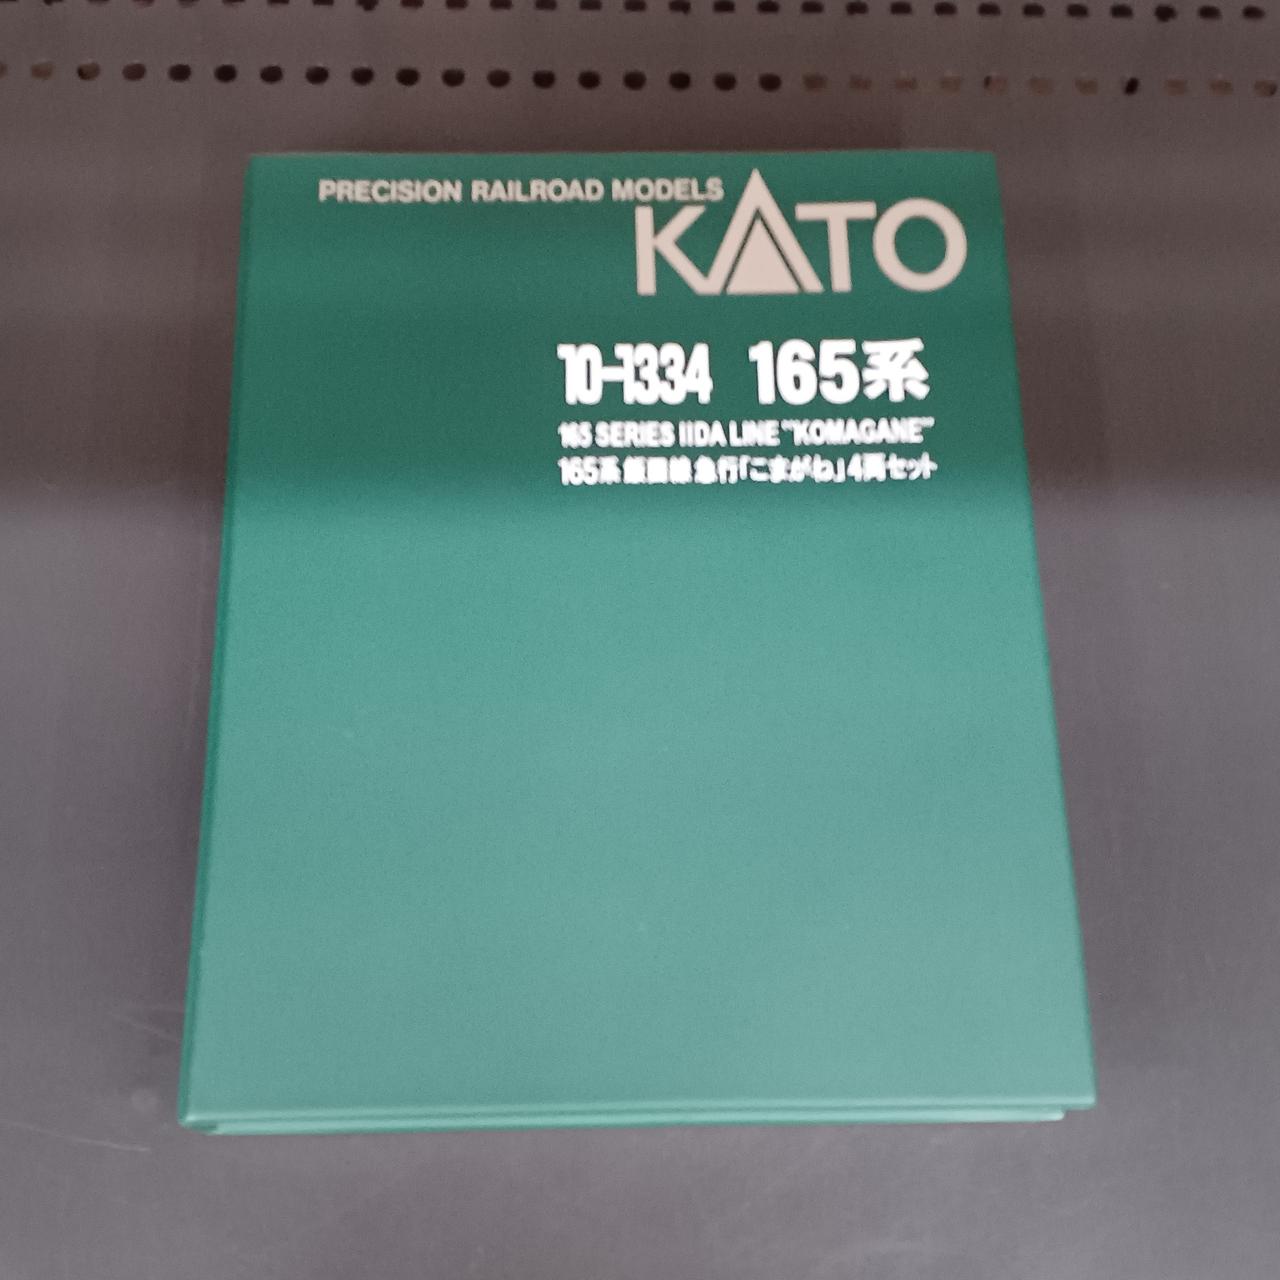 PRECISION RAILROAD MODELS
KATO
10-1334 165系
165 SERIES IIDA LINE "KOMAGANE"
165系 飯田線 急行「こまがね」4両セット